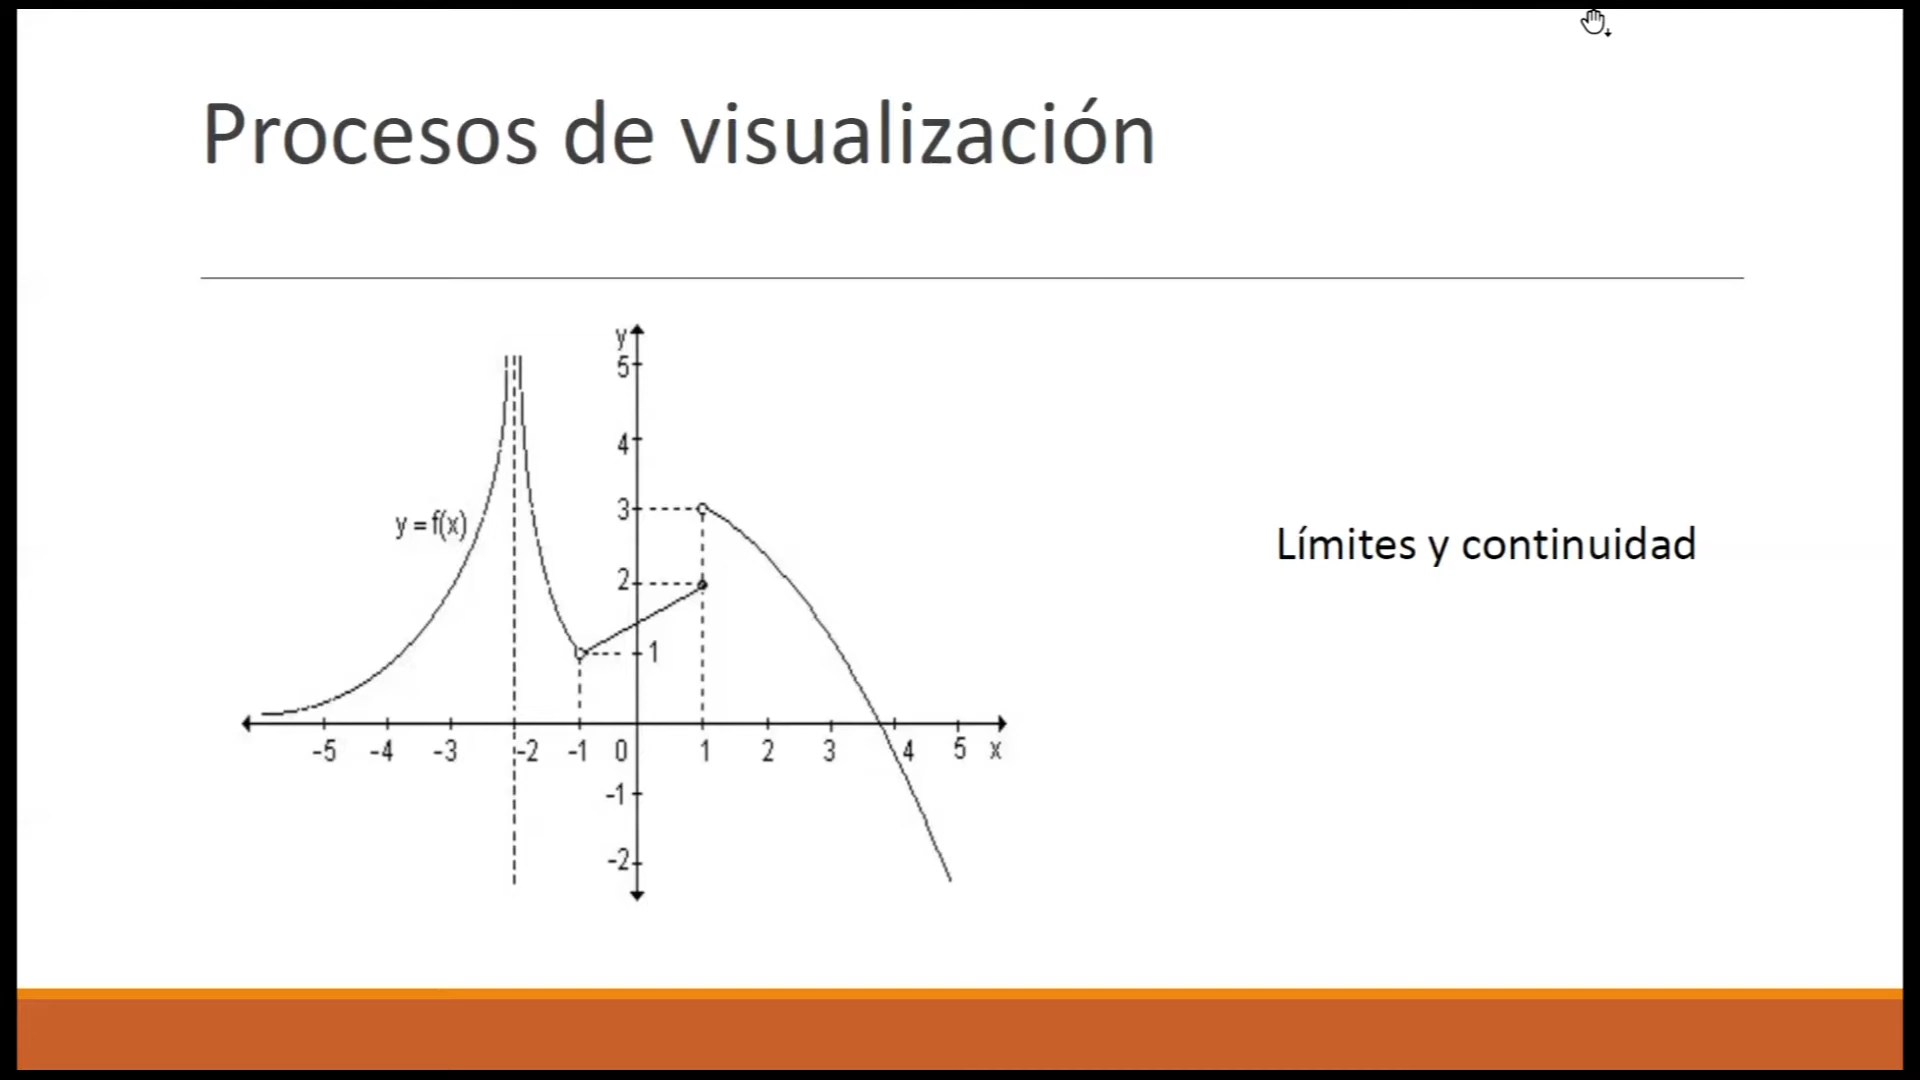 Procesos de visualización
y
5
4
y = f(x)
3
Límites y continuidad
2
1
-5 -4 -3 -2 -1 0 1 2 3 4 5 x
-1
-2